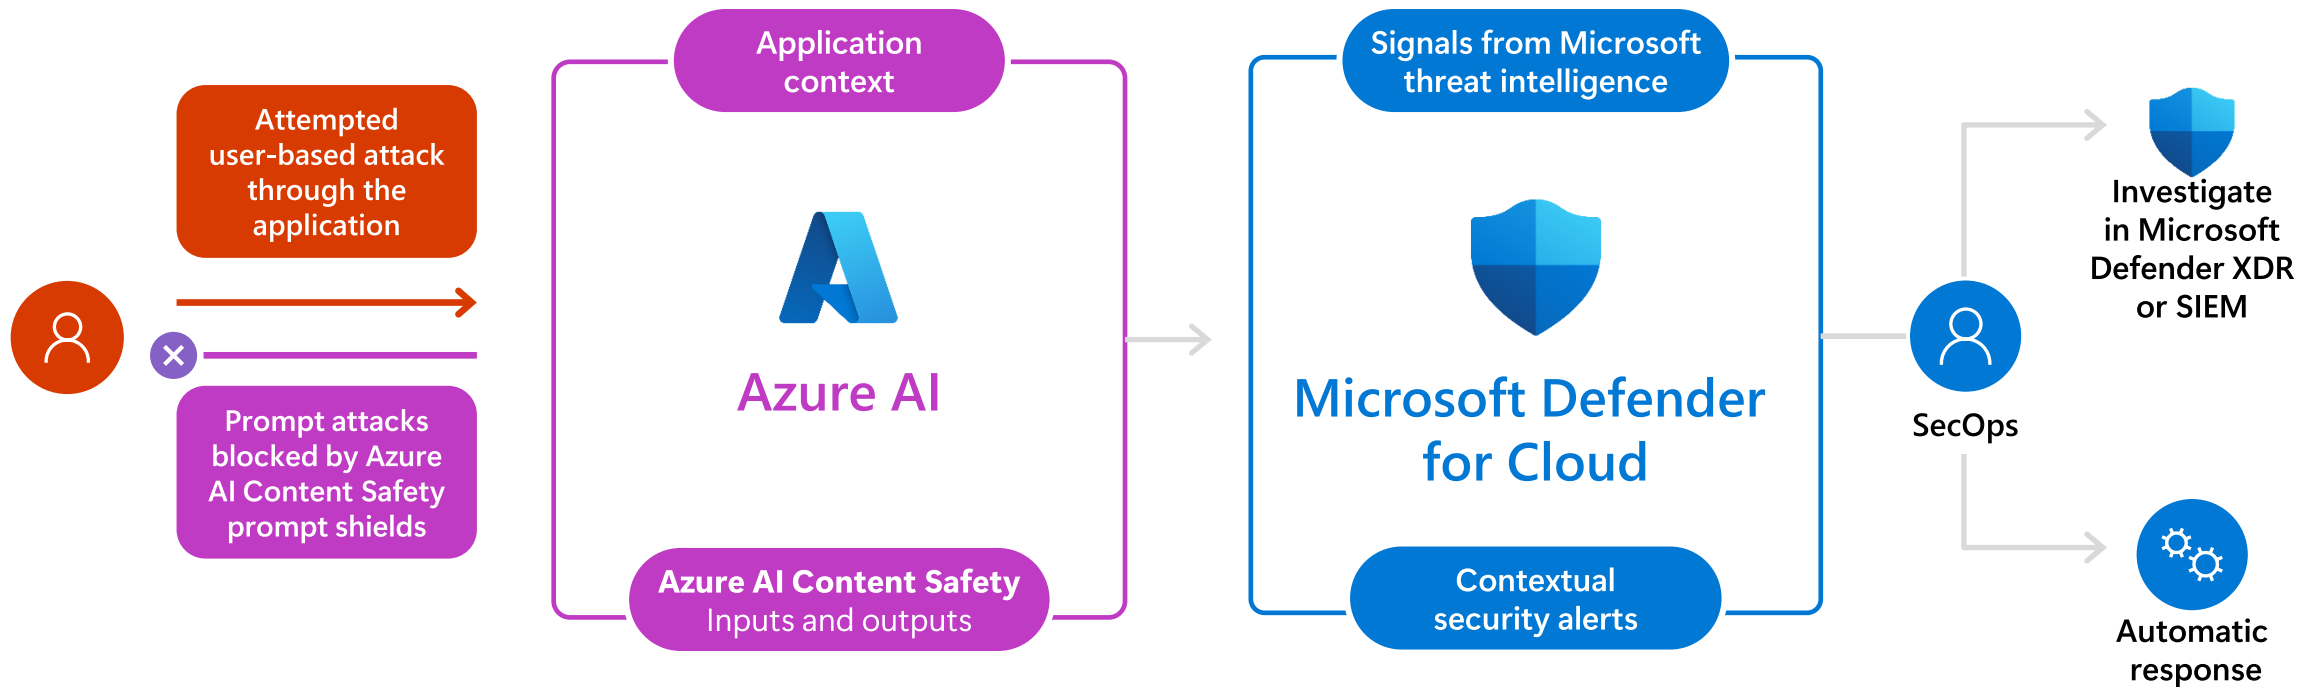 Attempted
user-based attack
through the
application
Prompt attacks
blocked by Azure
AI Content Safety
prompt shields
Application
context
Azure AI
Azure AI Content Safety
Inputs and outputs
Signals from Microsoft
threat intelligence
Microsoft Defender
for Cloud
Contextual
security alerts
SecOps
Investigate
in Microsoft
Defender XDR
or SIEM
Automatic
response